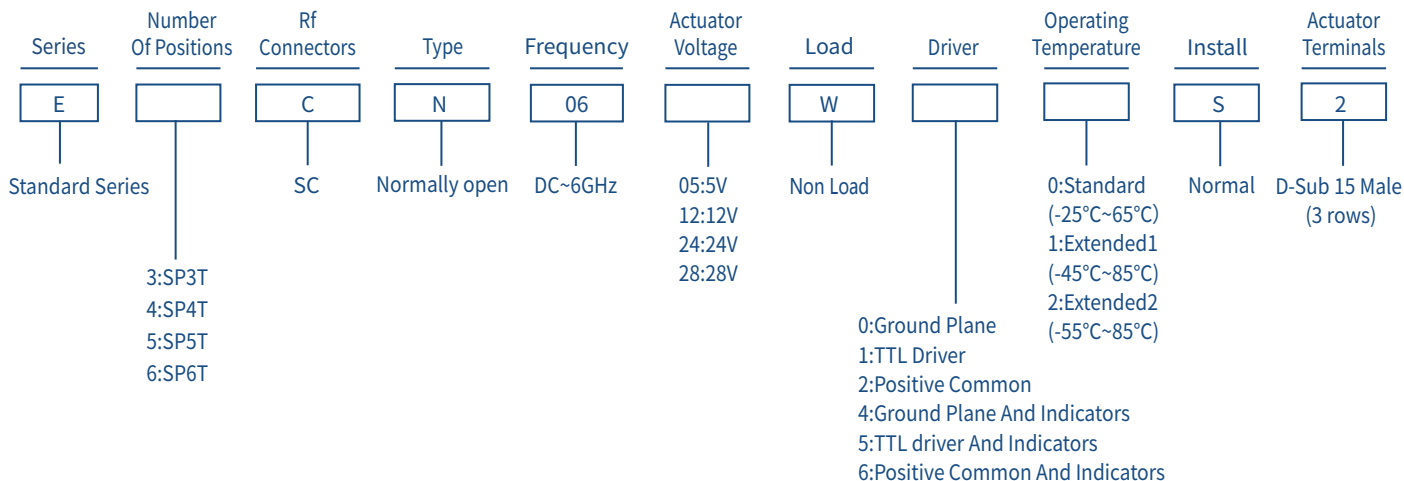 Series
Number
Of Positions
Rf
Connectors
Type
Frequency
Actuator
Voltage
Load
Driver
Operating
Temperature
Install
Actuator
Terminals
E
C
N
06
W
S
2
Standard Series
SC
Normally open
DC~6GHz
05:5V
12:12V
24:24V
28:28V
Non Load
0:Standard
(-25°C~65°C)
1:Extended1
(-45°C~85°C)
2:Extended2
(-55°C~85°C)
Normal
D-Sub 15 Male
(3 rows)
3:SP3T
4:SP4T
5:SP5T
6:SP6T
0:Ground Plane
1:TTL Driver
2:Positive Common
4:Ground Plane And Indicators
5:TTL driver And Indicators
6:Positive Common And Indicators